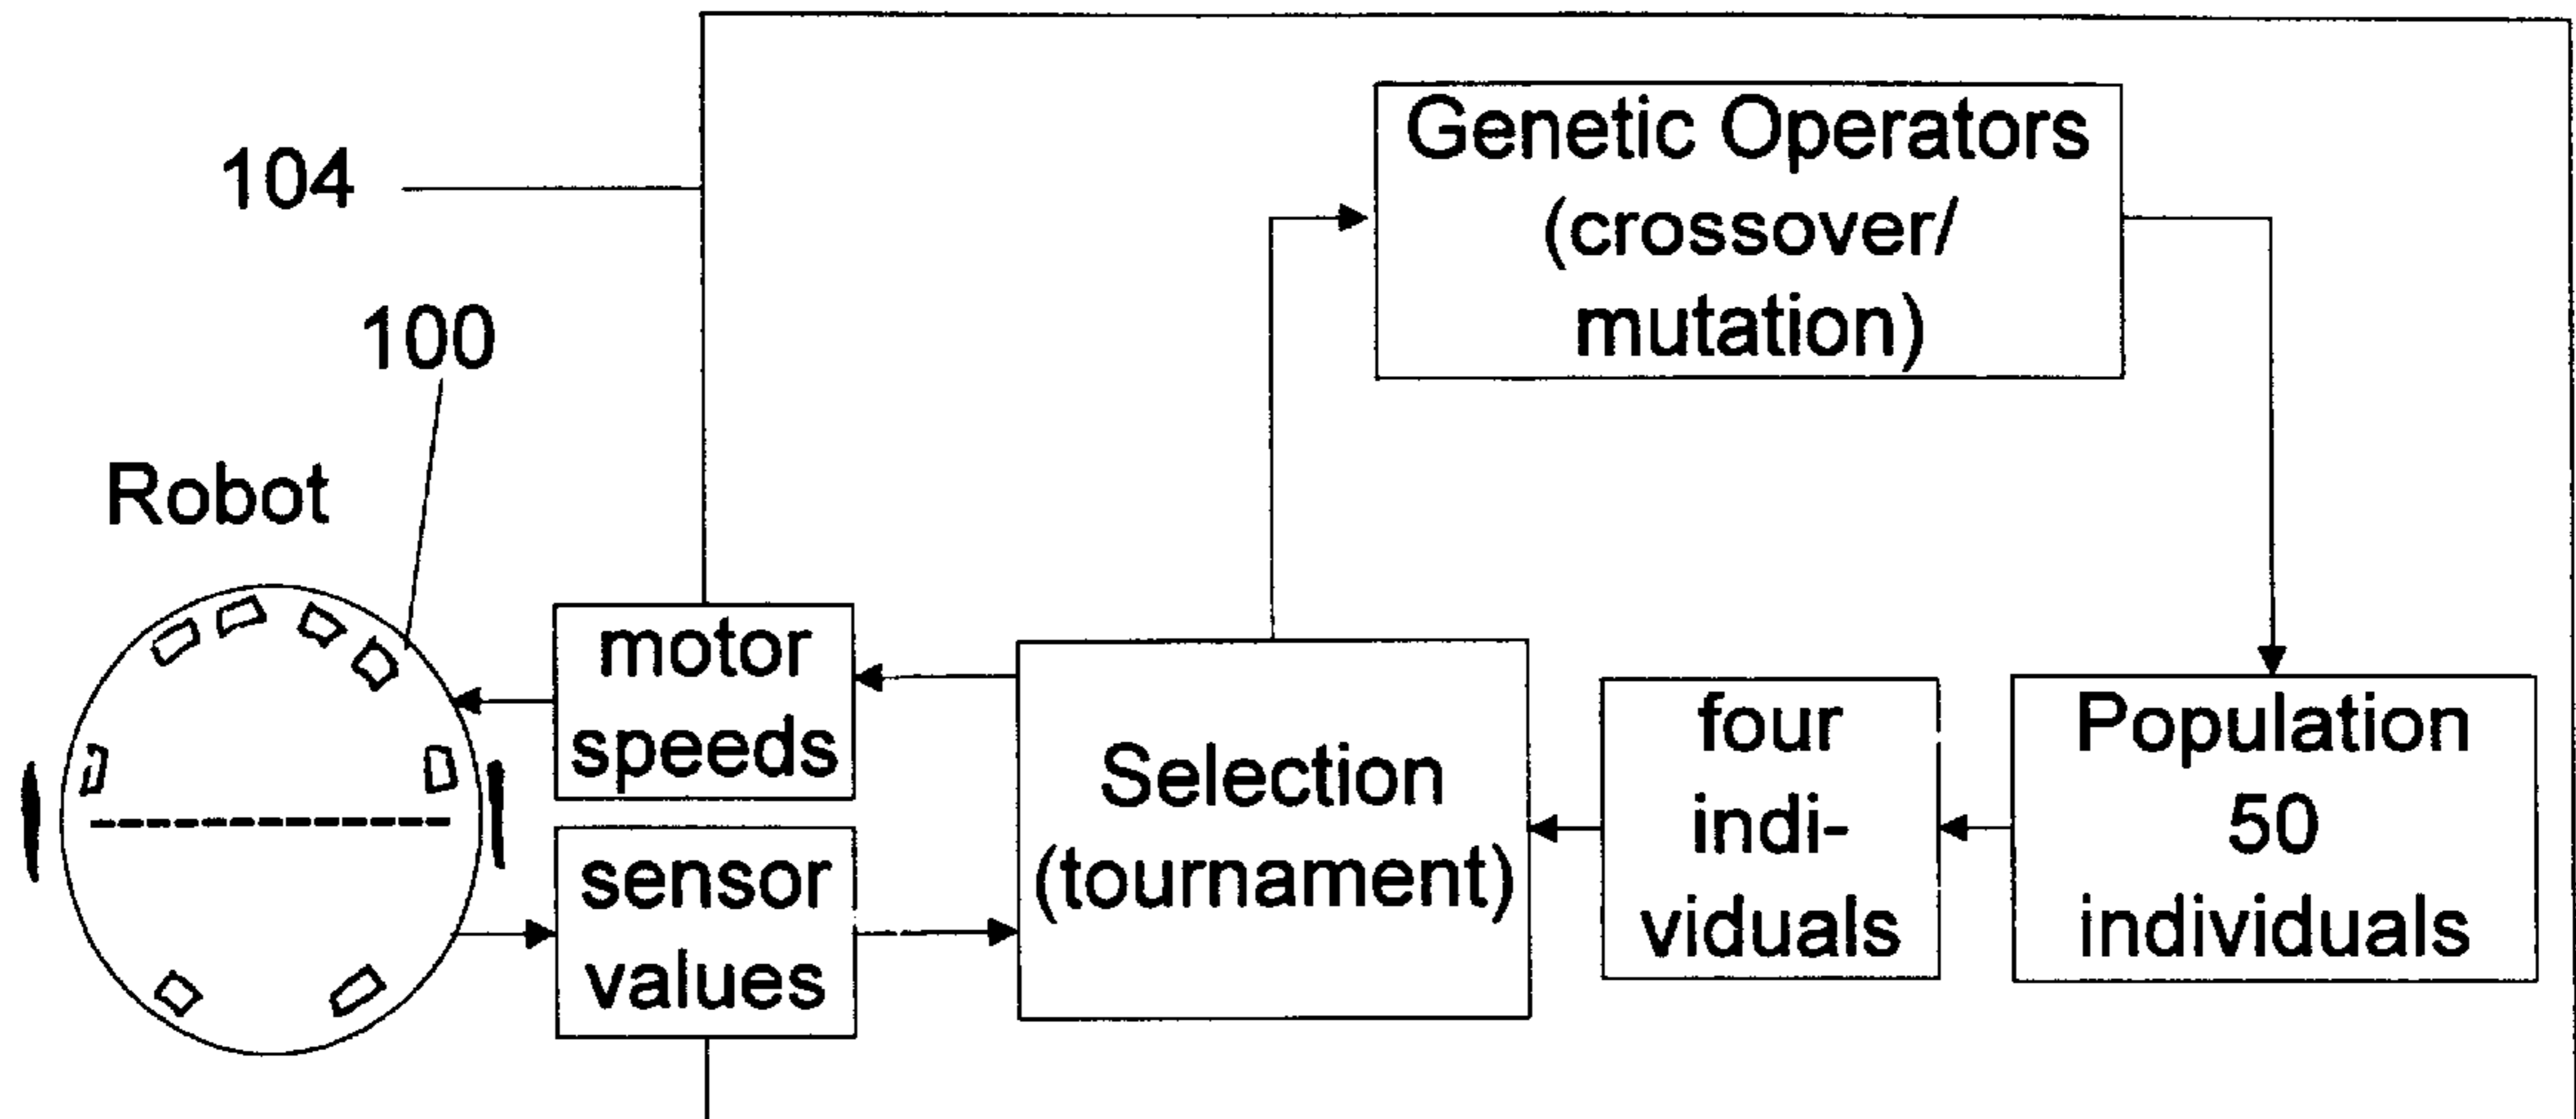 104
100
Robot
Genetic Operators
(crossover/
mutation)
motor
speeds
sensor
values
Selection
(tournament)
four
indi-
viduals
Population
50
individuals